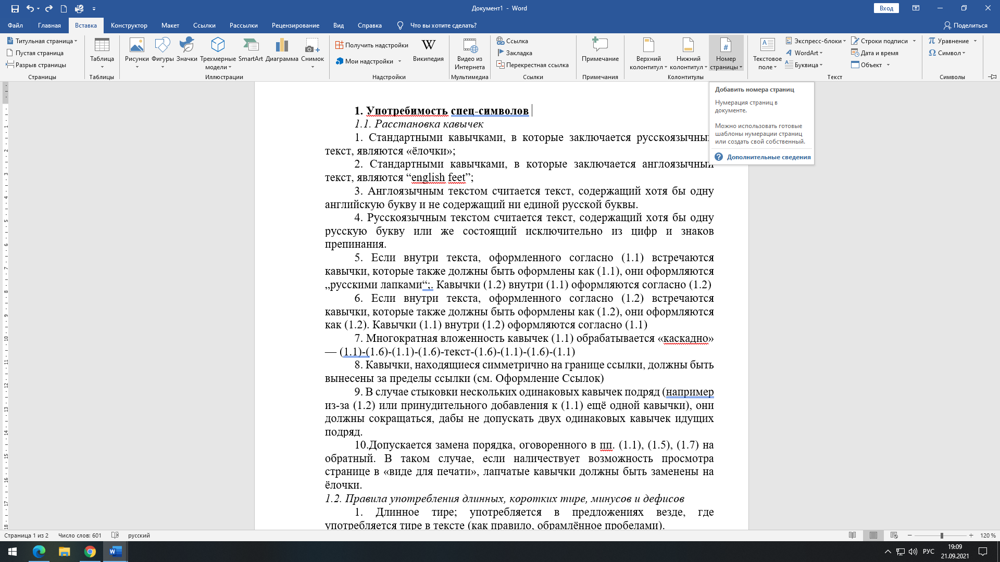 Документ1 - Word
Вход
Файл Главная Вставка Конструктор Макет Ссылки Рассылки Рецензирование Вид Справка Что вы хотите сделать? Поделиться
Титульная страница
Пустая страница
Разрыв страницы
Страницы
Таблица
Таблицы
Рисунки
Фигуры
Значки
Трехмерные
модели
SmartArt
Диаграмма
Снимок
Иллюстрации
Получить надстройки
Мои надстройки
W
Википедия
Надстройки
Видео из
Интернета
Мультимедиа
Ссылка
Закладка
Перекрестная ссылка
Ссылки
Примечание
Примечания
Верхний
колонтитул
Нижний
колонтитул
#
Номер
страницы
Колонтитулы
Текстовое
поле
Экспресс-блоки
WordArt
Буквица
Строки подписи
Дата и время
Объект
Текст
Уравнение
Символ
Символы
Добавить номера страниц
Нумерация страниц в
документе.
Можно использовать готовые
шаблоны нумерации страниц
или создать свой собственный.
Дополнительные сведения
1. Употребимость спец-символов
1.1. Расстановка кавычек
1. Стандартными кавычками, в которые заключается русскоязычный
текст, являются «ёлочки»;
2. Стандартными кавычками, в которые заключается англоязычный
текст, являются “english feet”;
3. Англоязычным текстом считается текст, содержащий хотя бы одну
английскую букву и не содержащий ни единой русской буквы.
4. Русскоязычным текстом считается текст, содержащий хотя бы одну
русскую букву или же состоящий исключительно из цифр и знаков
препинания.
5. Если внутри текста, оформленного согласно (1.1) встречаются
кавычки, которые также должны быть оформлены как (1.1), они оформляются
„русскими лапками“;. Кавычки (1.2) внутри (1.1) оформляются согласно (1.2)
6. Если внутри текста, оформленного согласно (1.2) встречаются
кавычки, которые также должны быть оформлены как (1.2), они оформляются
как (1.2). Кавычки (1.1) внутри (1.2) оформляются согласно (1.1)
7. Многократная вложенность кавычек (1.1) обрабатывается «каскадно»
— (1.1)-(1.6)-(1.1)-(1.6)-текст-(1.6)-(1.1)-(1.6)-(1.1)
8. Кавычки, находящиеся симметрично на границе ссылки, должны быть
вынесены за пределы ссылки (см. Оформление Ссылок)
9. В случае стыковки нескольких одинаковых кавычек подряд (например
из-за (1.2) или принудительного добавления к (1.1) ещё одной кавычки), они
должны сокращаться, дабы не допускать двух одинаковых кавычек идущих
подряд.
10.Допускается замена порядка, оговоренного в пп. (1.1), (1.5), (1.7) на
обратный. В таком случае, если наличествует возможность просмотра
странице в «виде для печати», лапчатые кавычки должны быть заменены на
ёлочки.
1.2. Правила употребления длинных, коротких тире, минусов и дефисов
1. Длинное тире; употребляется в предложениях везде, где
употребляется тире в тексте (как правило, обрамлённое пробелами).
1
2
3
4
5
6
7
8
9
10
11
12
13
14
15
16
17
18
Страница 1 из 2 Число слов: 601 русский 120 %
РУС
19:09
21.09.2021